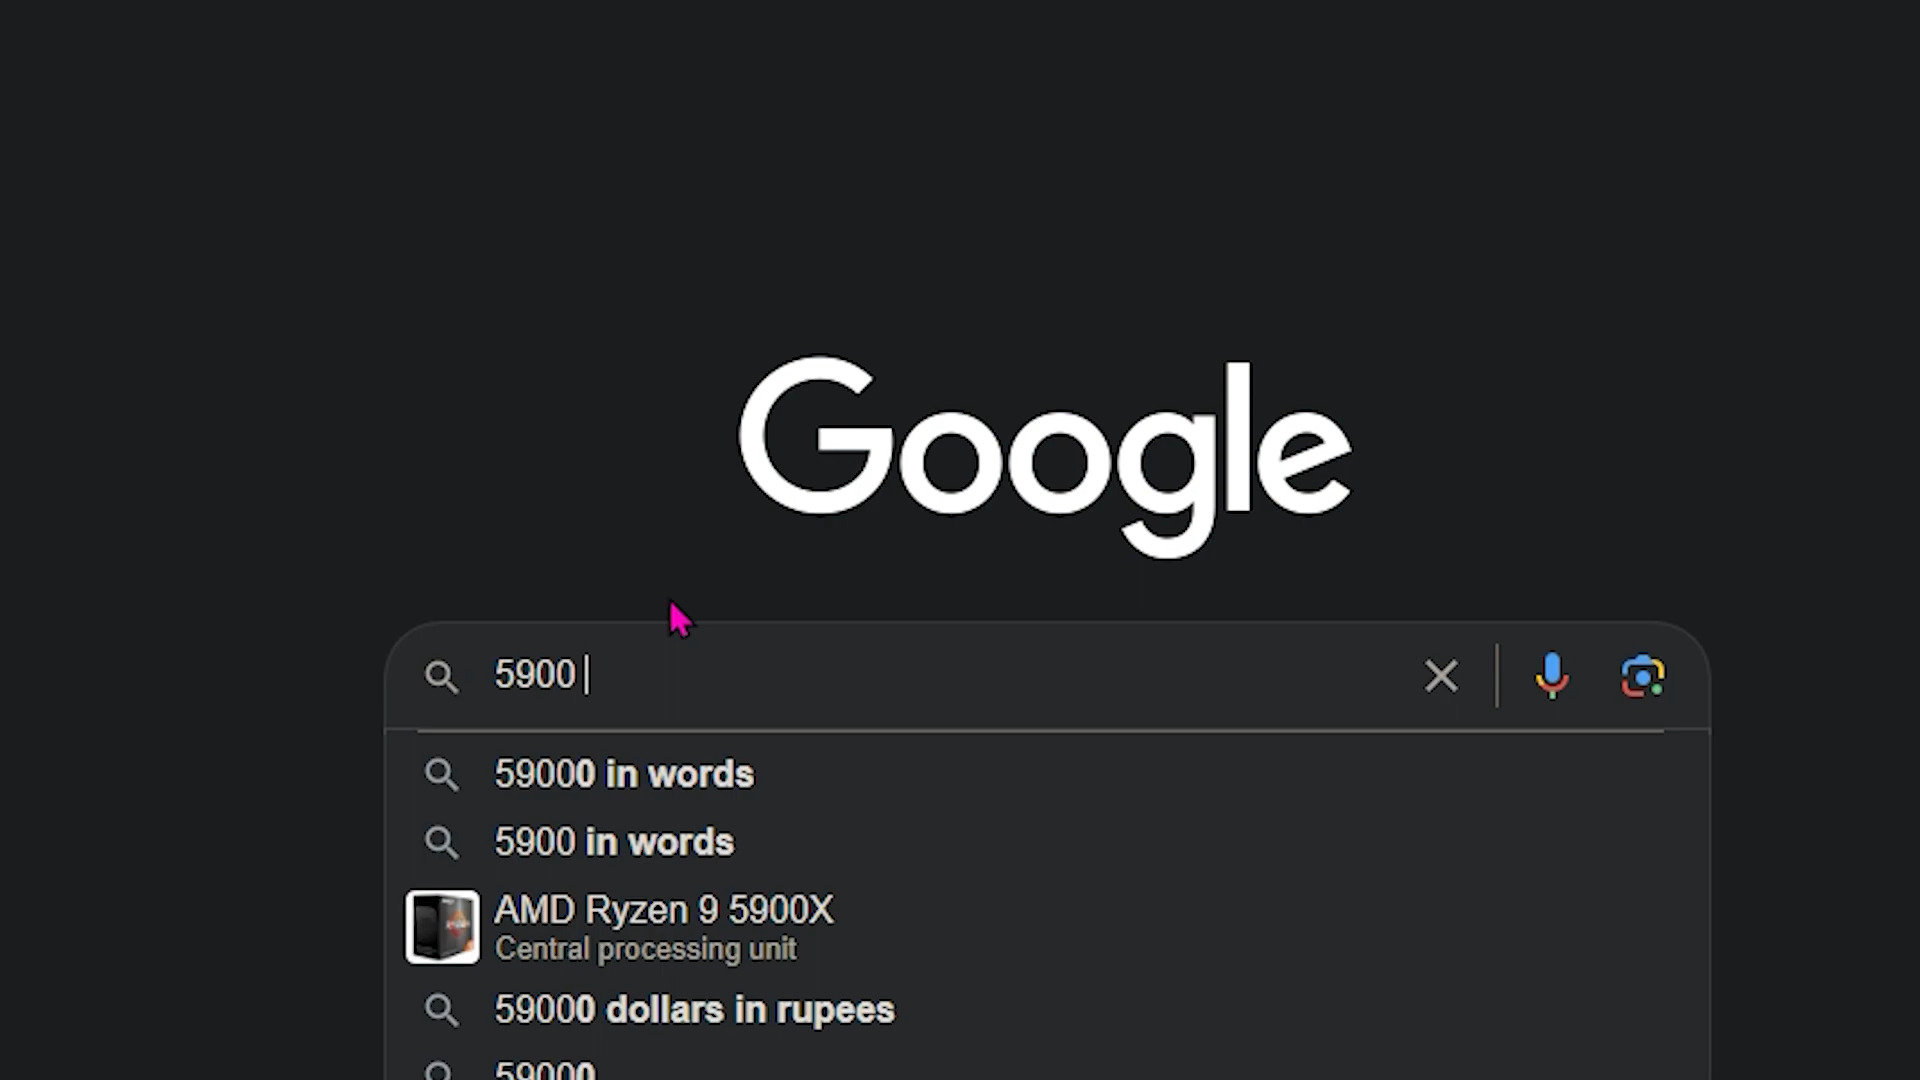 Google
5900
59000 in words
5900 in words
AMD Ryzen 9 5900X
Central processing unit
59000 dollars in rupees
59000